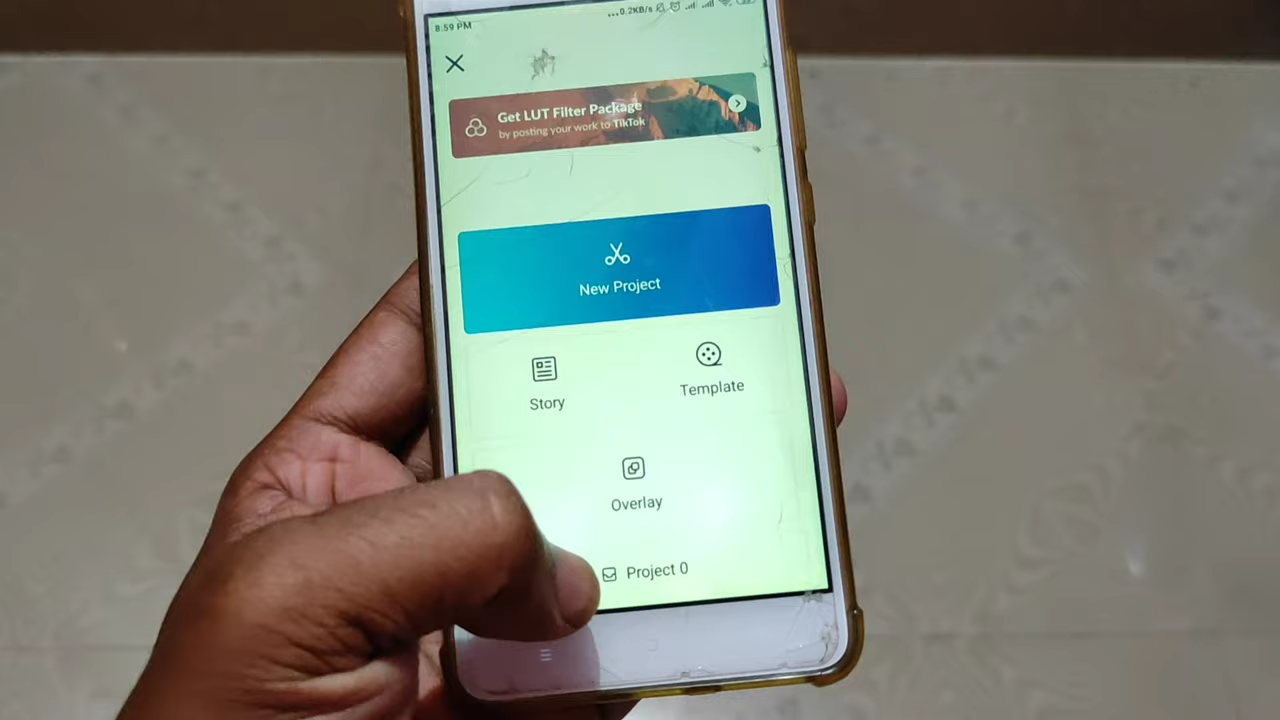 ...0.2KB/s
8:59 PM
Get LUT Filter Package
by posting your work to TikTok
New Project
Story
Template
Overlay
Project 0